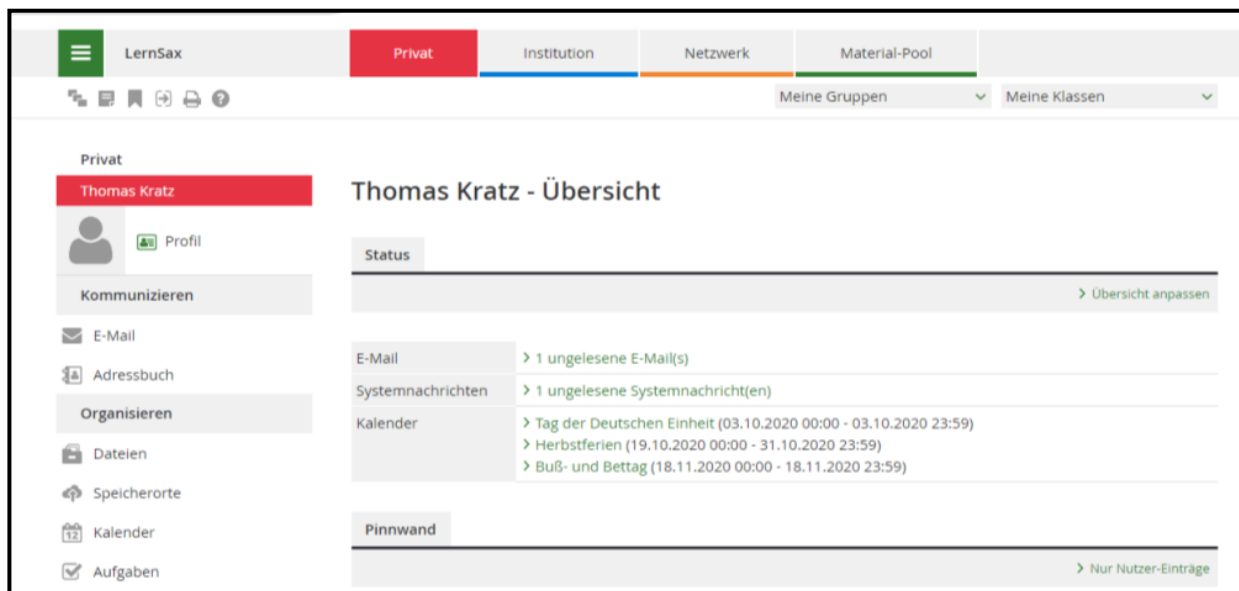 LernSax
Privat
Institution
Netzwerk
Material-Pool
Meine Gruppen
Meine Klassen
Privat
Thomas Kratz
Profil
Kommunizieren
E-Mail
Adressbuch
Organisieren
Dateien
Speicherorte
12
Kalender
Aufgaben
Thomas Kratz - Übersicht
Status
Übersicht anpassen
E-Mail
1 ungelesene E-Mail(s)
Systemnachrichten
1 ungelesene Systemnachricht(en)
Kalender
Tag der Deutschen Einheit (03.10.2020 00:00 - 03.10.2020 23:59)
Herbstferien (19.10.2020 00:00 - 31.10.2020 23:59)
Buß- und Bettag (18.11.2020 00:00 - 18.11.2020 23:59)
Pinnwand
Nur Nutzer-Einträge